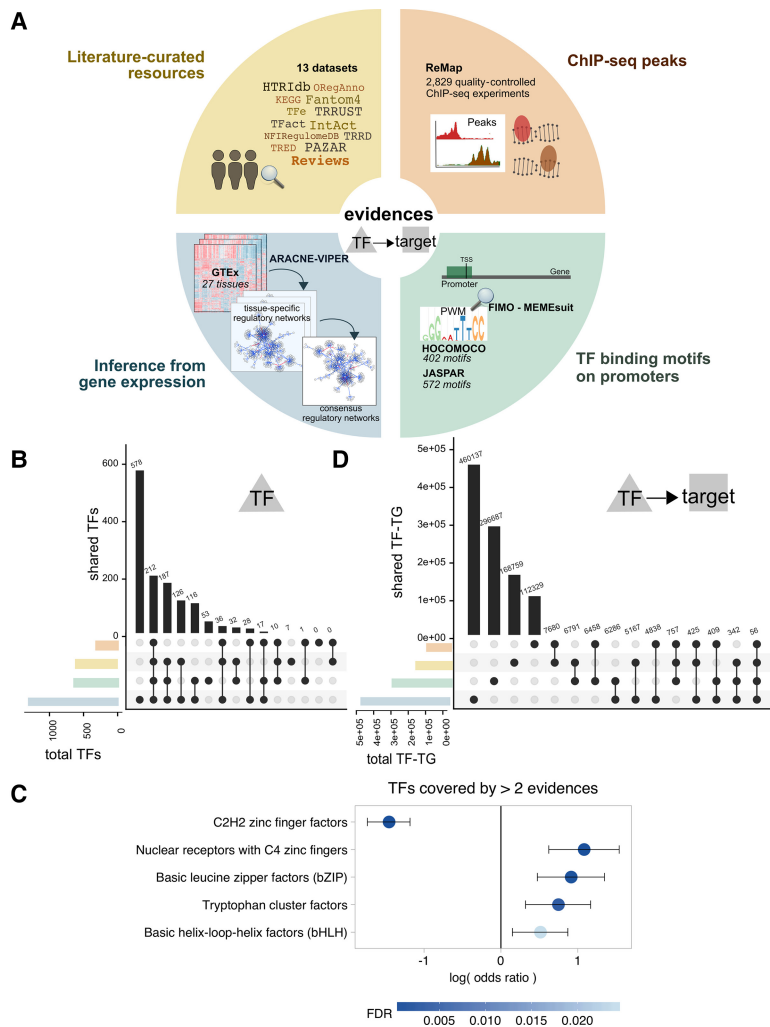 A
Literature-curated
resources
13 datasets
HTRIdb ORegAnno
KEGG Fantom4
TFe TRRUST
TFact IntAct
NFIRegulomeDB TRRD
TRED PAZAR
Reviews
ReMap
2,829 quality-controlled
ChIP-seq experiments
Peaks
ChIP-seq peaks
evidences
TF target
GTEx
27 tissues
ARACNE-VIPER
tissue-specific
regulatory networks
consensus
regulatory networks
Inference from
gene expression
TSS
Gene
Promoter
PWM
FIMO - MEMEsuit
HOCOMOCO
402 motifs
JASPAR
572 motifs
TF binding motifs
on promoters
B
shared TFs
600
400
200
0
578
212
187
126
116
53
36
32
28
17
10
7
1
0
0
TF
1000
500
0
total TFs
D
shared TF-TG
5e+05
4e+05
3e+05
2e+05
1e+05
0e+00
460137
296687
168759
112329
7680
6791
6458
6286
5167
4838
757
425
409
342
56
TF target
5e+05
4e+05
3e+05
2e+05
1e+05
0e+00
total TF-TG
C
TFs covered by > 2 evidences
C2H2 zinc finger factors
Nuclear receptors with C4 zinc fingers
Basic leucine zipper factors (bZIP)
Tryptophan cluster factors
Basic helix-loop-helix factors (bHLH)
-1
0
1
log( odds ratio )
FDR
0.005
0.010
0.015
0.020